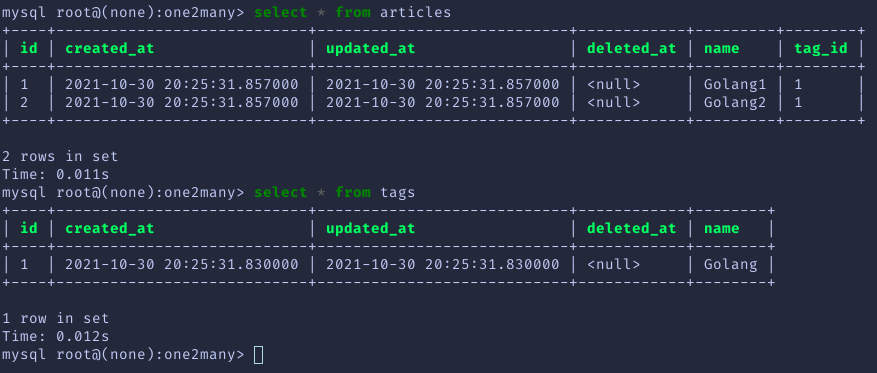 mysql root@(none):one2many> select * from articles
+----+----------------------------+----------------------------+------------+---------+--------+
| id | created_at                 | updated_at                 | deleted_at | name    | tag_id |
+----+----------------------------+----------------------------+------------+---------+--------+
| 1  | 2021-10-30 20:25:31.857000 | 2021-10-30 20:25:31.857000 | <null>     | Golang1 | 1      |
| 2  | 2021-10-30 20:25:31.857000 | 2021-10-30 20:25:31.857000 | <null>     | Golang2 | 1      |
+----+----------------------------+----------------------------+------------+---------+--------+
2 rows in set
Time: 0.011s
mysql root@(none):one2many> select * from tags
+----+----------------------------+----------------------------+------------+--------+
| id | created_at                 | updated_at                 | deleted_at | name   |
+----+----------------------------+----------------------------+------------+--------+
| 1  | 2021-10-30 20:25:31.830000 | 2021-10-30 20:25:31.830000 | <null>     | Golang |
+----+----------------------------+----------------------------+------------+--------+
1 row in set
Time: 0.012s
mysql root@(none):one2many>